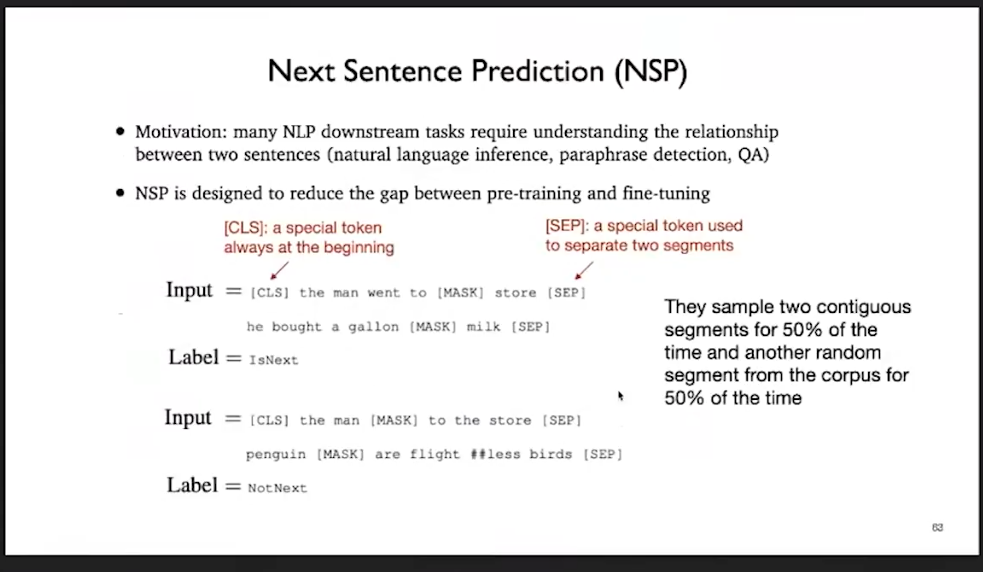 Next Sentence Prediction (NSP)
• Motivation: many NLP downstream tasks require understanding the relationship
between two sentences (natural language inference, paraphrase detection, QA)
• NSP is designed to reduce the gap between pre-training and fine-tuning
[CLS]: a special token
always at the beginning
[SEP]: a special token used
to separate two segments
Input = [CLS] the man went to [MASK] store [SEP]
he bought a gallon [MASK] milk [SEP]
Label = IsNext
Input = [CLS] the man [MASK] to the store [SEP]
penguin [MASK] are flight ##less birds [SEP]
Label = NotNext
They sample two contiguous
segments for 50% of the
time and another random
segment from the corpus for
50% of the time
63